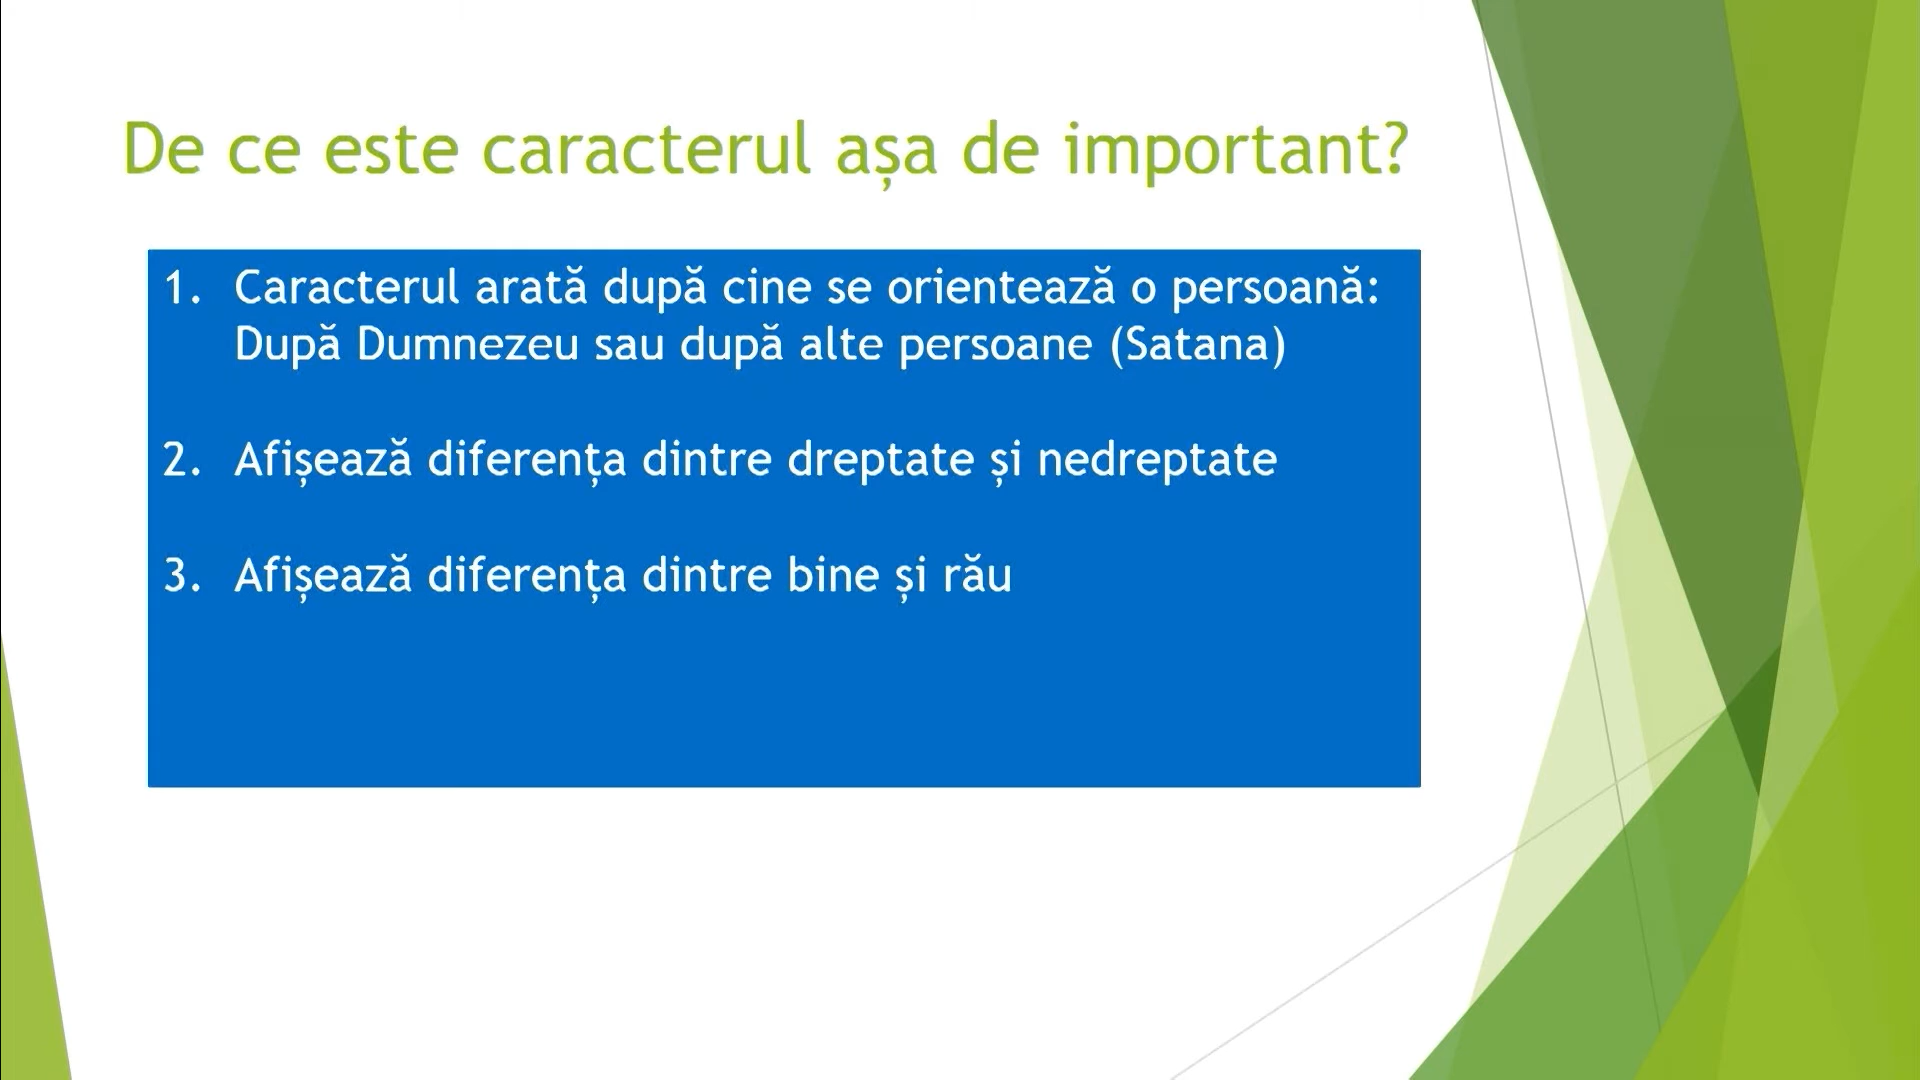 De ce este caracterul așa de important?
1. Caracterul arată după cine se orientează o persoană:
După Dumnezeu sau după alte persoane (Satana)
2. Afișează diferența dintre dreptate și nedreptate
3. Afișează diferența dintre bine și rău